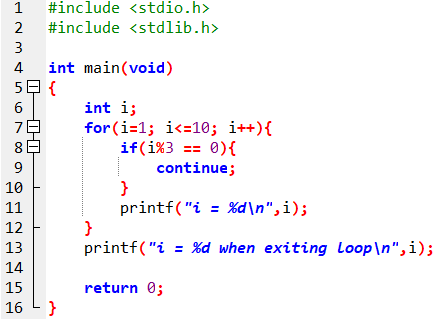 1 #include <stdio.h>
2 #include <stdlib.h>
3
4 int main(void)
5 {
6     int i;
7     for(i=1; i<=10; i++){
8         if(i%3 == 0){
9             continue;
10         }
11         printf("i = %d\n",i);
12     }
13     printf("i = %d when exiting loop\n",i);
14
15     return 0;
16 }